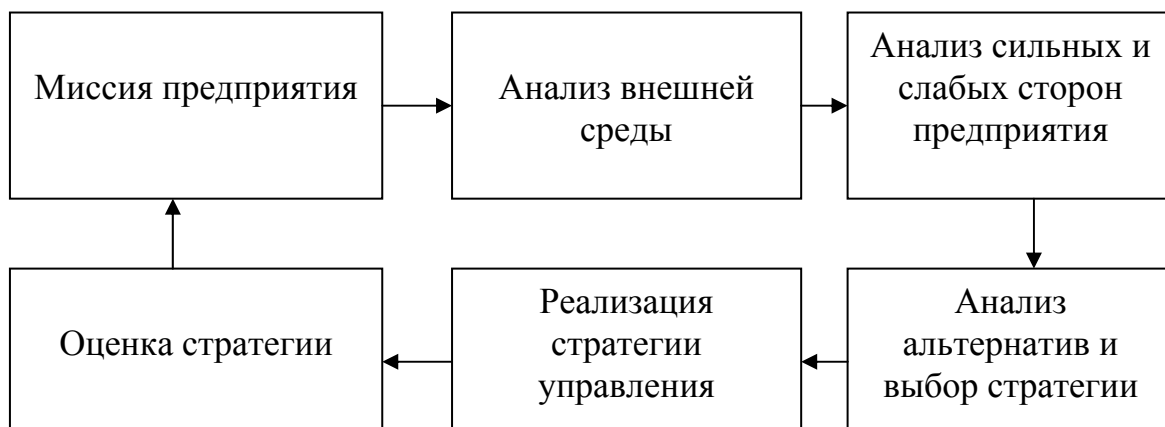 Миссия предприятия
Анализ внешней
среды
Анализ сильных и
слабых сторон
предприятия
Оценка стратегии
Реализация
стратегии
управления
Анализ
альтернатив и
выбор стратегии